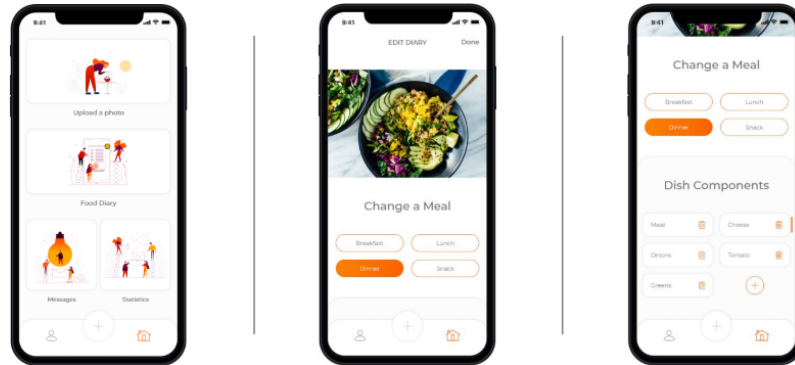 9:41
Upload a photo
Food Diary
Messages
Statistics
9:41
EDIT DIARY
Done
Change a Meal
Breakfast
Lunch
Dinner
Snack
9:41
Change a Meal
Breakfast
Lunch
Dinner
Snack
Dish Components
Meat
Cheese
Onions
Tomato
Greens